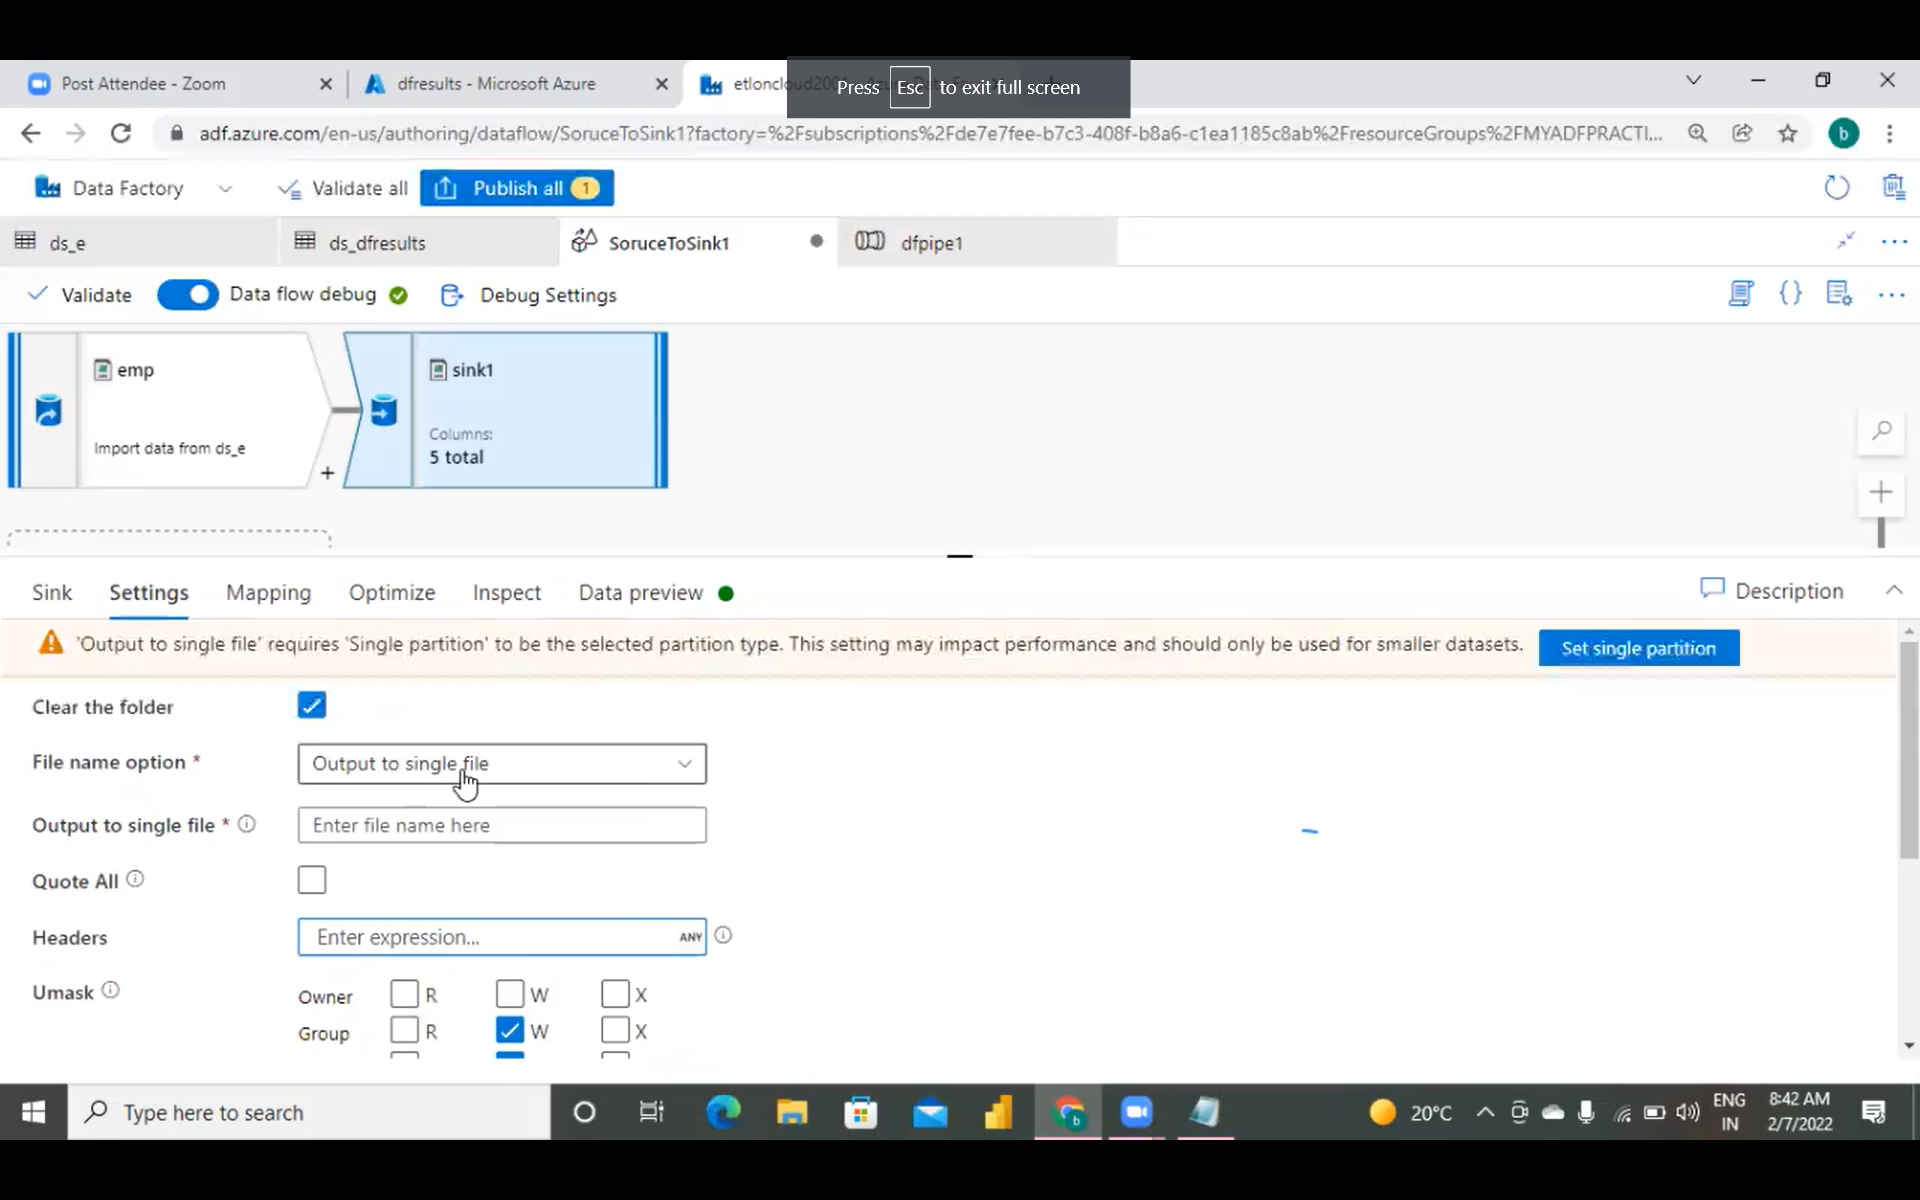 Post Attendee - Zoom
dfresults - Microsoft Azure
etloncloud2001
Press Esc to exit full screen
adf.azure.com/en-us/authoring/dataflow/SoruceToSink1?factory=%2Fsubscriptions%2Fde7e7fee-b7c3-408f-b8a6-c1ea1185c8ab%2FresourceGroups%2FMYADFPRACTI...
b
Data Factory
Validate all
Publish all 1
ds_e
ds_dfresults
SoruceToSink1
dfpipe1
Validate
Data flow debug
Debug Settings
emp
Import data from ds_e
+
sink1
Columns:
5 total
Sink
Settings
Mapping
Optimize
Inspect
Data preview
Description
'Output to single file' requires 'Single partition' to be the selected partition type. This setting may impact performance and should only be used for smaller datasets.
Set single partition
Clear the folder
File name option *
Output to single file
Output to single file *
Enter file name here
Quote All
Headers
Enter expression...
ANY
Umask
Owner R W X
Group R W X
Type here to search
20°C
ENG
IN
8:42 AM
2/7/2022